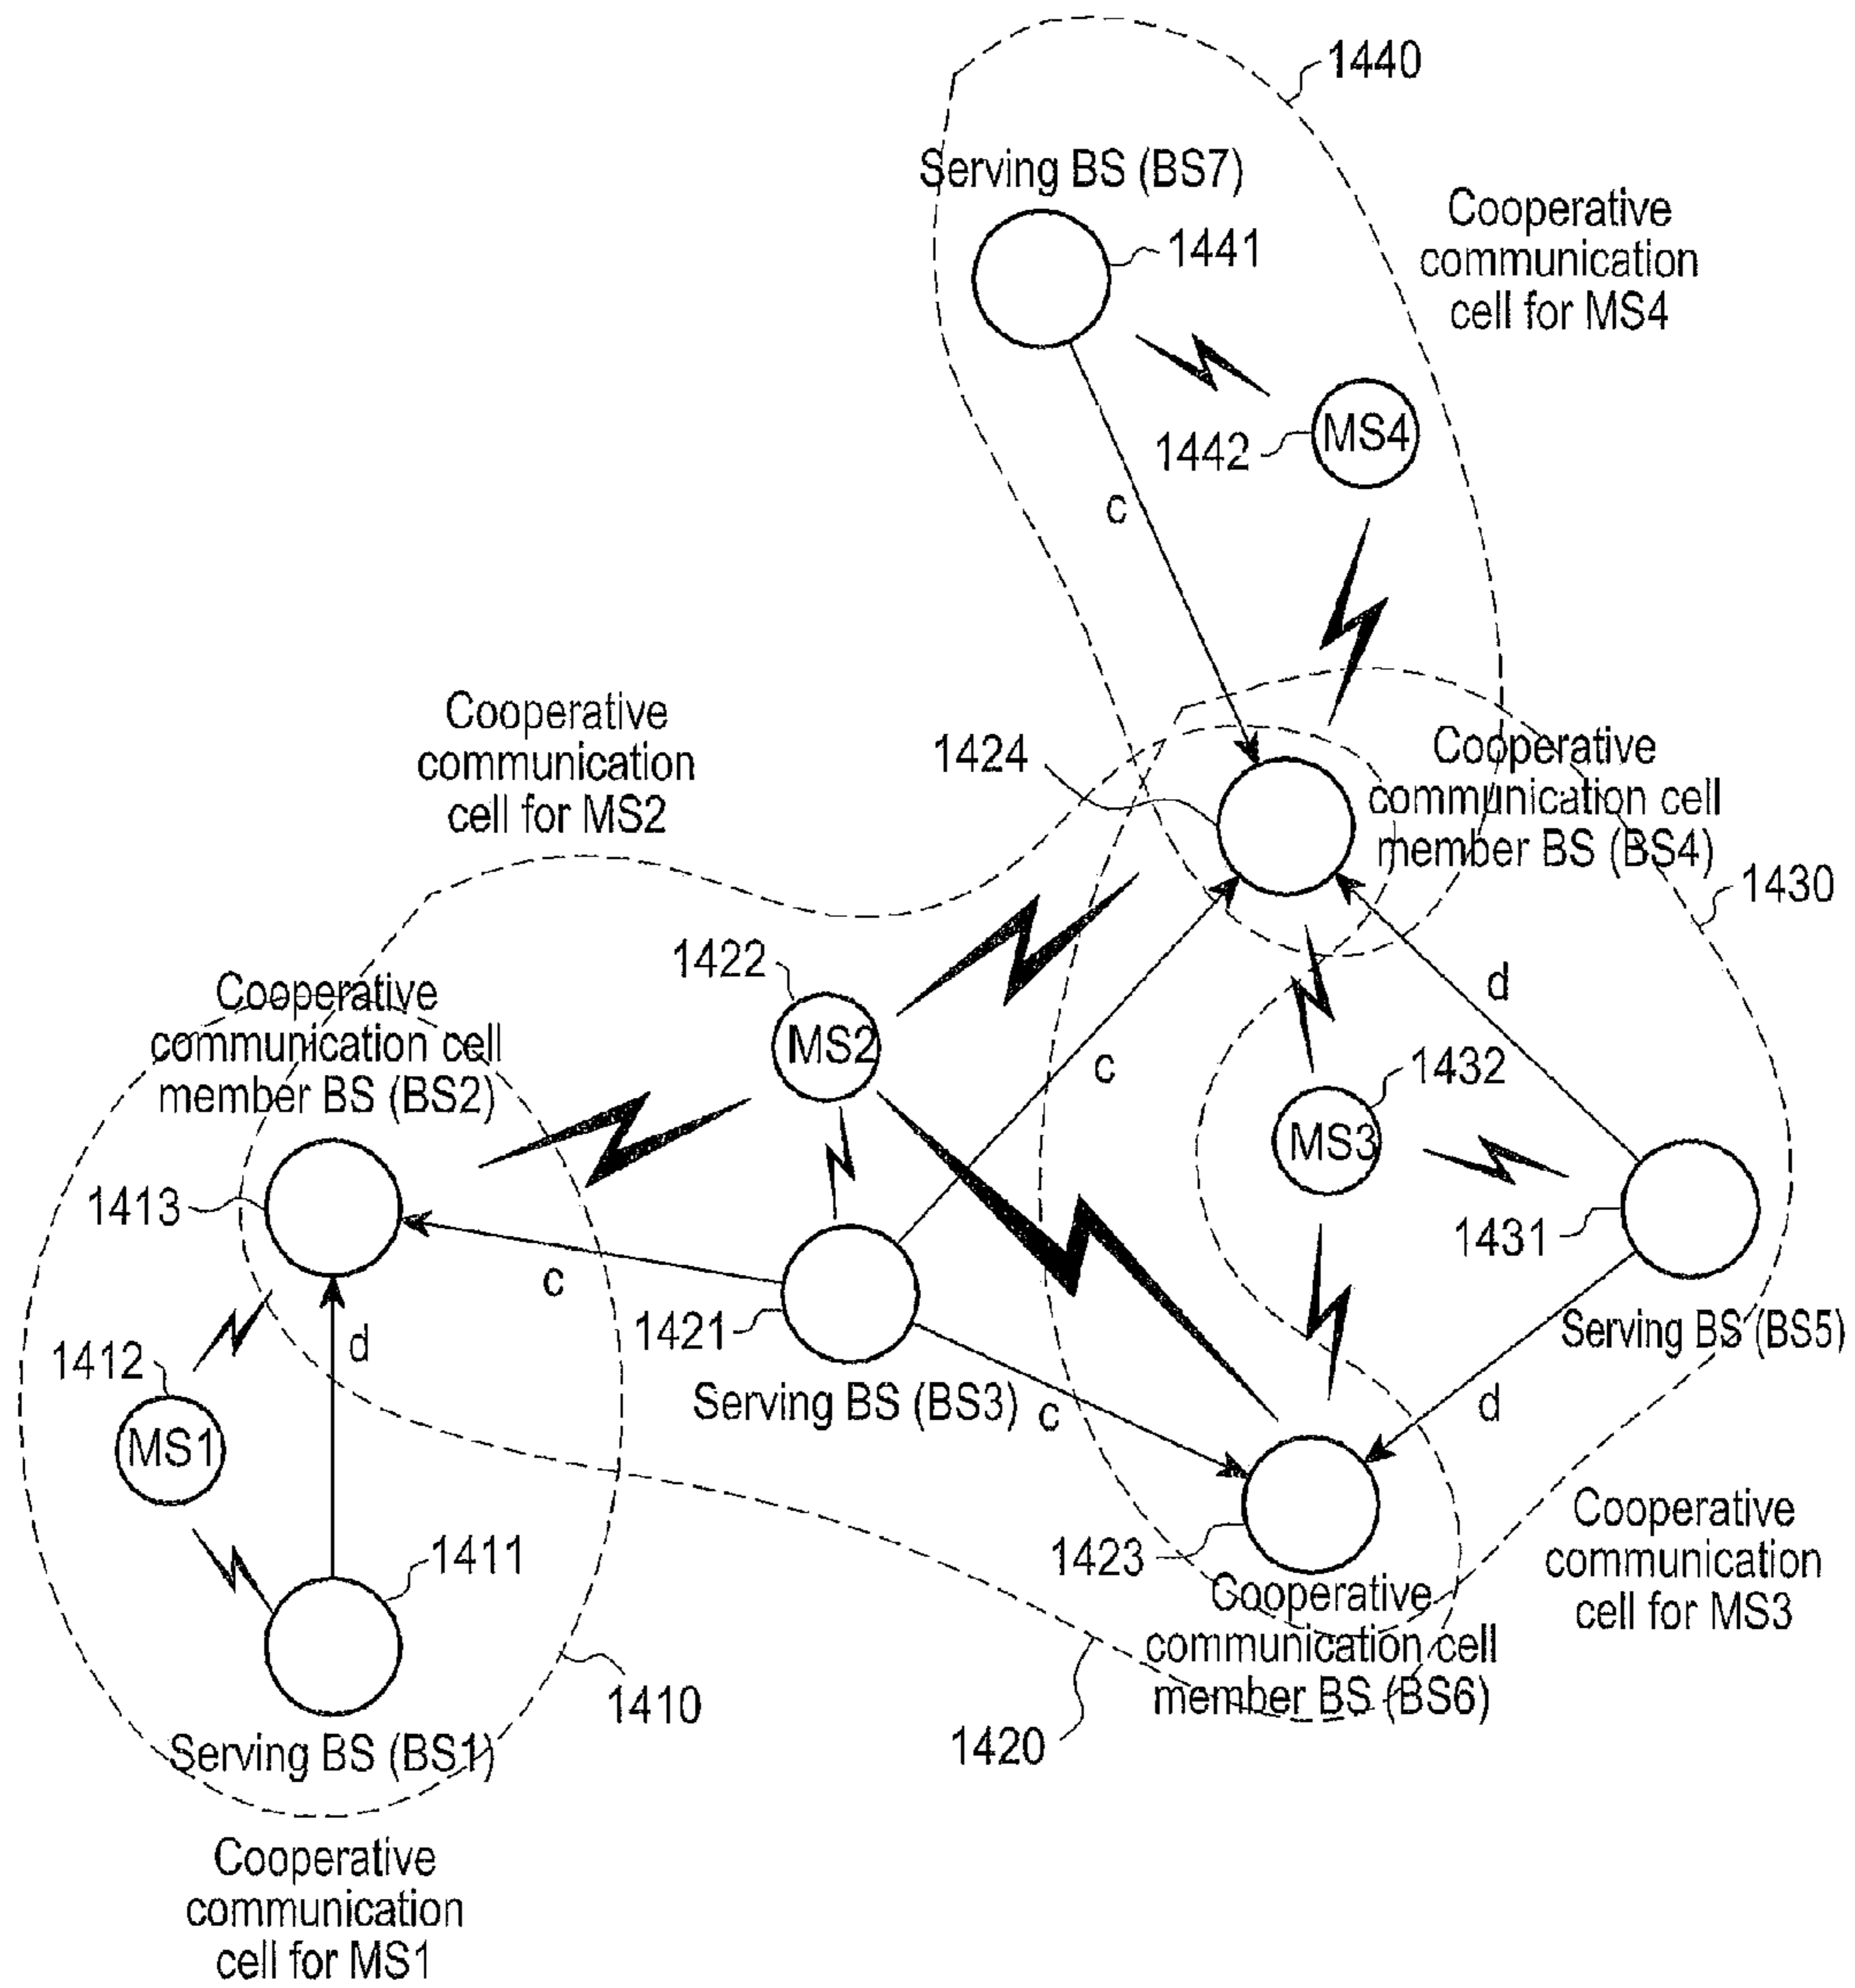 1440
Serving BS (BS7)
1441
Cooperative
communication
cell for MS4
MS4
1442
c
Cooperative
communication
cell for MS2
1424
Cooperative
communication cell
member BS (BS4)
1430
1422
MS2
d
Cooperative
communication cell
member BS (BS2)
c
1432
MS3
1413
1431
c
1421
Serving BS (BS5)
d
1412
MS1
Serving BS (BS3)
c
d
1411
1423
Cooperative
communication
cell for MS3
Cooperative
communication cell
member BS (BS6)
1410
1420
Serving BS (BS1)
Cooperative
communication
cell for MS1